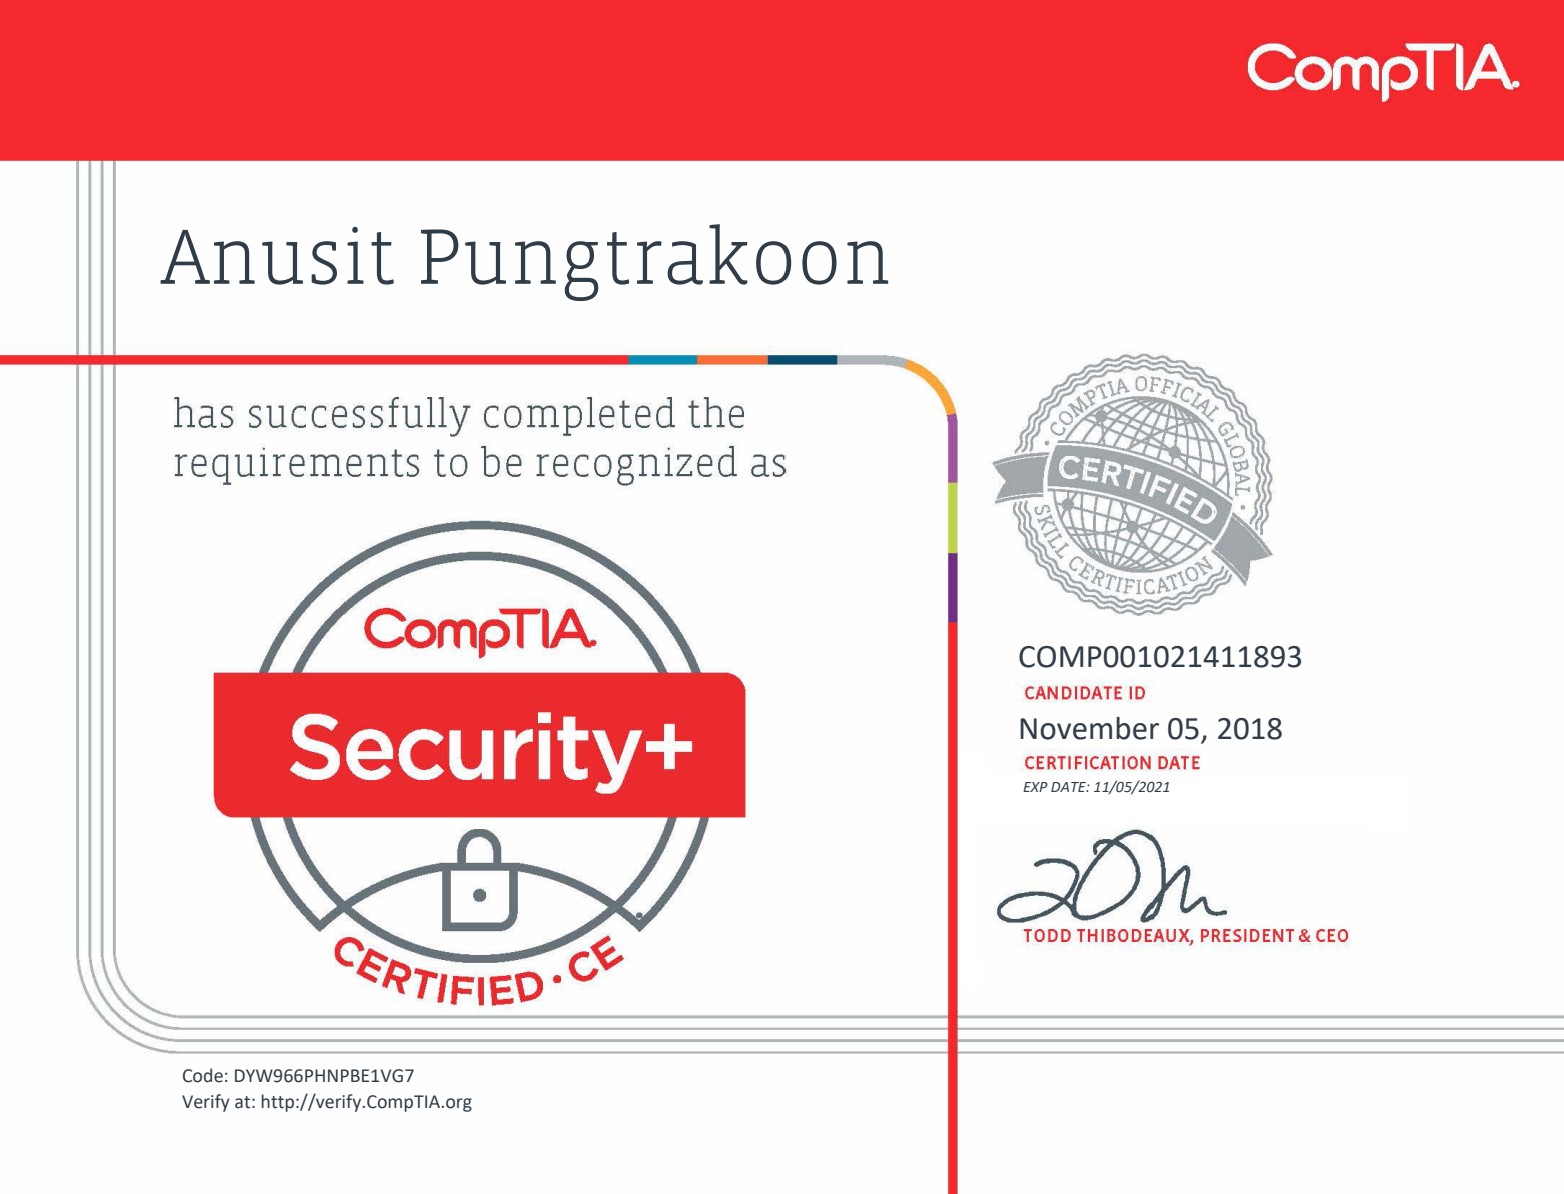 CompTIA.
Anusit Pungtrakoon
has successfully completed the
requirements to be recognized as
CompTIA.
Security+
CERTIFIED • CE
COMPTIA OFFICIAL GLOBAL
CERTIFIED
SKILL CERTIFICATION
COMP001021411893
CANDIDATE ID
November 05, 2018
CERTIFICATION DATE
EXP DATE: 11/05/2021
TODD THIBODEAUX, PRESIDENT & CEO
Code: DYW966PHNPBE1VG7
Verify at: http://verify.CompTIA.org